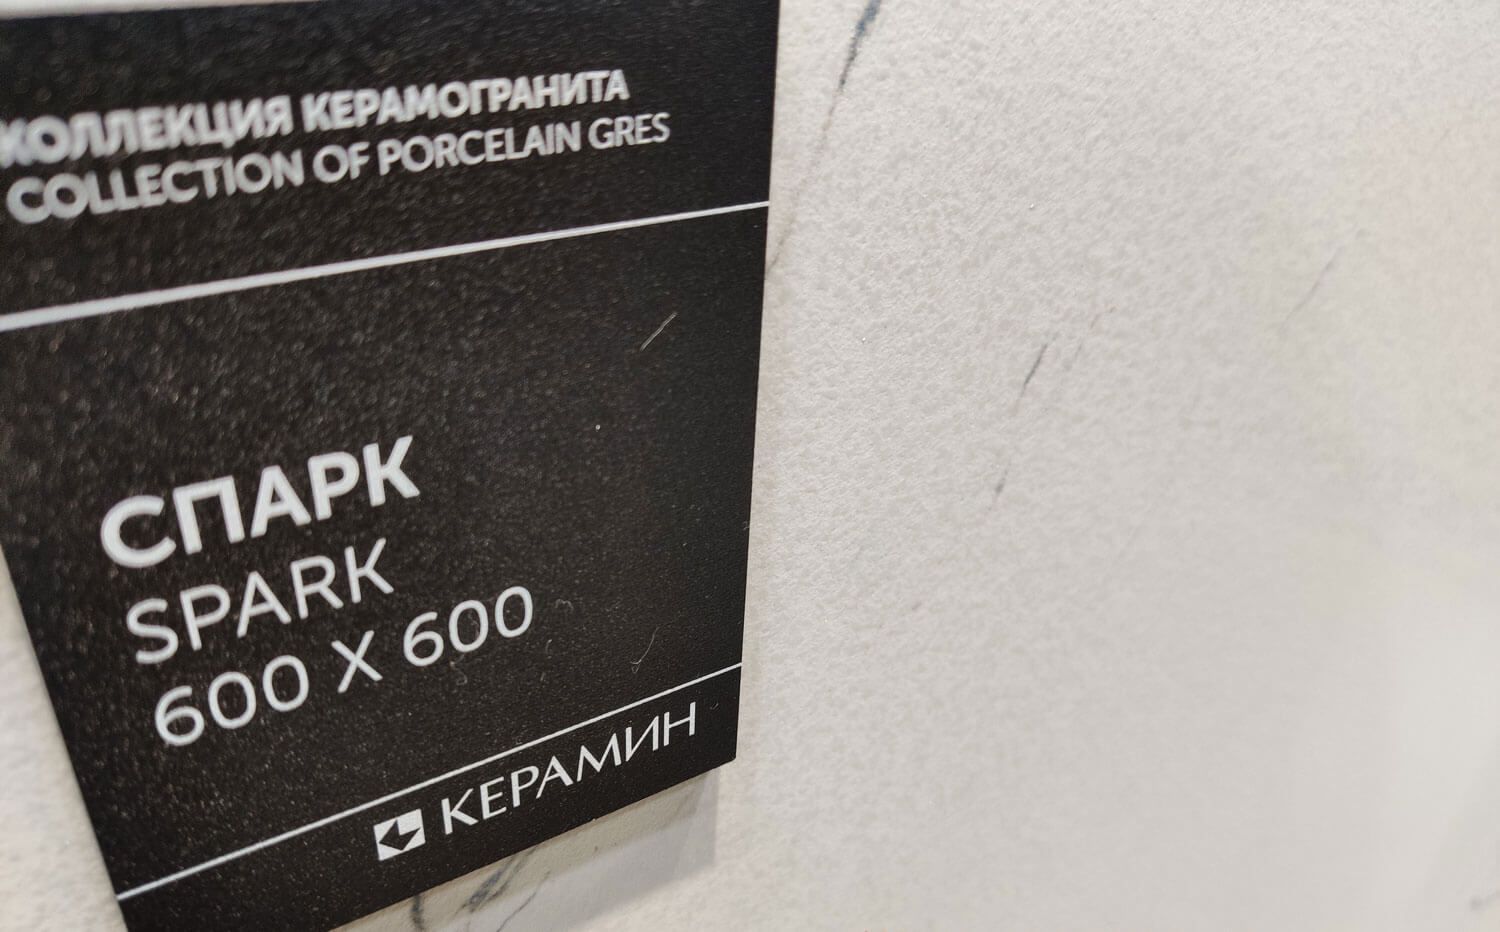 КОЛЛЕКЦИЯ КЕРАМОГРАНИТА
COLLECTION OF PORCELAIN GRES
СПАРК
SPARK
600 X 600
КЕРАМИН